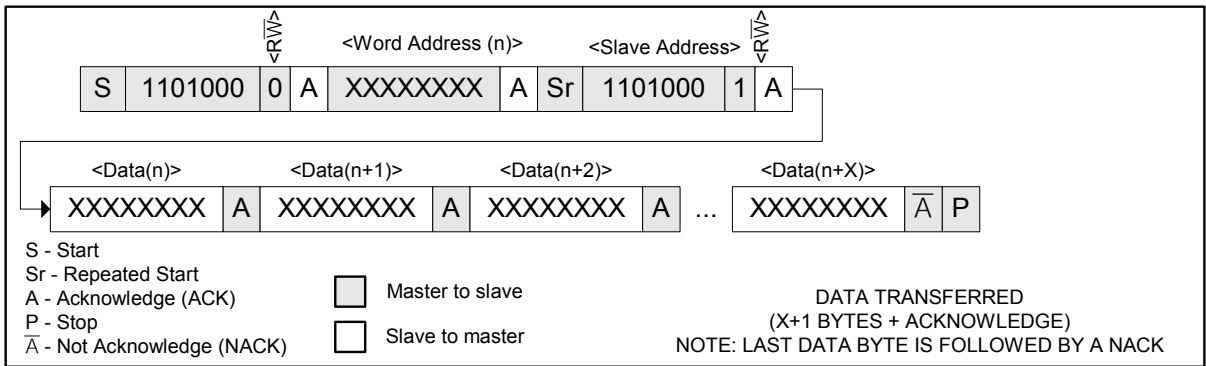 <RW̅> <RW̅>
<Word Address (n)> <Slave Address>
S 1101000 0 A XXXXXXXX A Sr 1101000 1 A
<Data(n)> <Data(n+1)> <Data(n+2)> <Data(n+X)>
XXXXXXXX A XXXXXXXX A XXXXXXXX A ... XXXXXXXX A̅ P
S - Start
Sr - Repeated Start
A - Acknowledge (ACK)
P - Stop
A̅ - Not Acknowledge (NACK)
Master to slave
Slave to master
DATA TRANSFERRED
(X+1 BYTES + ACKNOWLEDGE)
NOTE: LAST DATA BYTE IS FOLLOWED BY A NACK